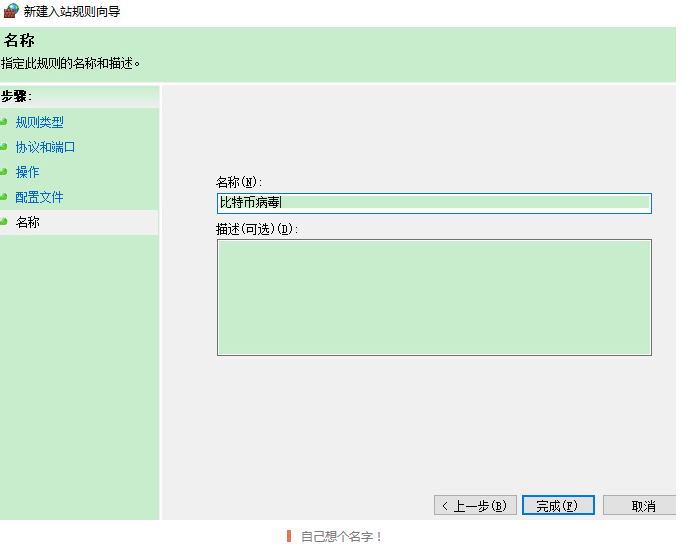 新建入站规则向导
名称
指定此规则的名称和描述。
步骤:
规则类型
协议和端口
操作
配置文件
名称
名称(N):
比特币病毒
描述(可选)(D):
< 上一步(B)
完成(F)
取消
自己想个名字！